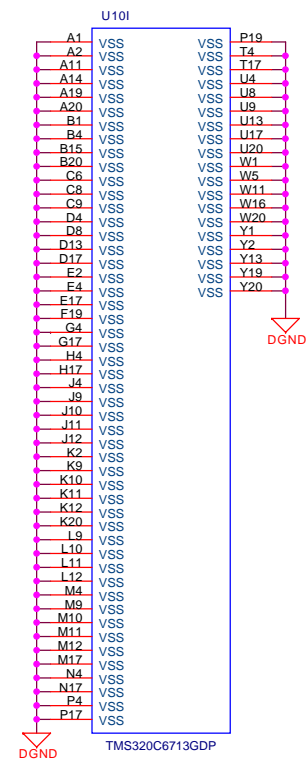 U10I
A1 VSS VSS P19
A2 VSS VSS T4
A11 VSS VSS T17
A14 VSS VSS U4
A19 VSS VSS U8
A20 VSS VSS U9
B1 VSS VSS U13
B4 VSS VSS U17
B15 VSS VSS U20
B20 VSS VSS W1
C6 VSS VSS W5
C8 VSS VSS W11
C9 VSS VSS W16
D4 VSS VSS W20
D8 VSS VSS Y1
D13 VSS VSS Y2
D17 VSS VSS Y13
E2 VSS VSS Y19
E4 VSS VSS Y20
E17 VSS
F19 VSS
G4 VSS
G17 VSS DGND
H4 VSS
H17 VSS
J4 VSS
J9 VSS
J10 VSS
J11 VSS
J12 VSS
K2 VSS
K9 VSS
K10 VSS
K11 VSS
K12 VSS
K20 VSS
L9 VSS
L10 VSS
L11 VSS
L12 VSS
M4 VSS
M9 VSS
M10 VSS
M11 VSS
M12 VSS
M17 VSS
N4 VSS
N17 VSS
P4 VSS
P17 VSS
TMS320C6713GDP
DGND